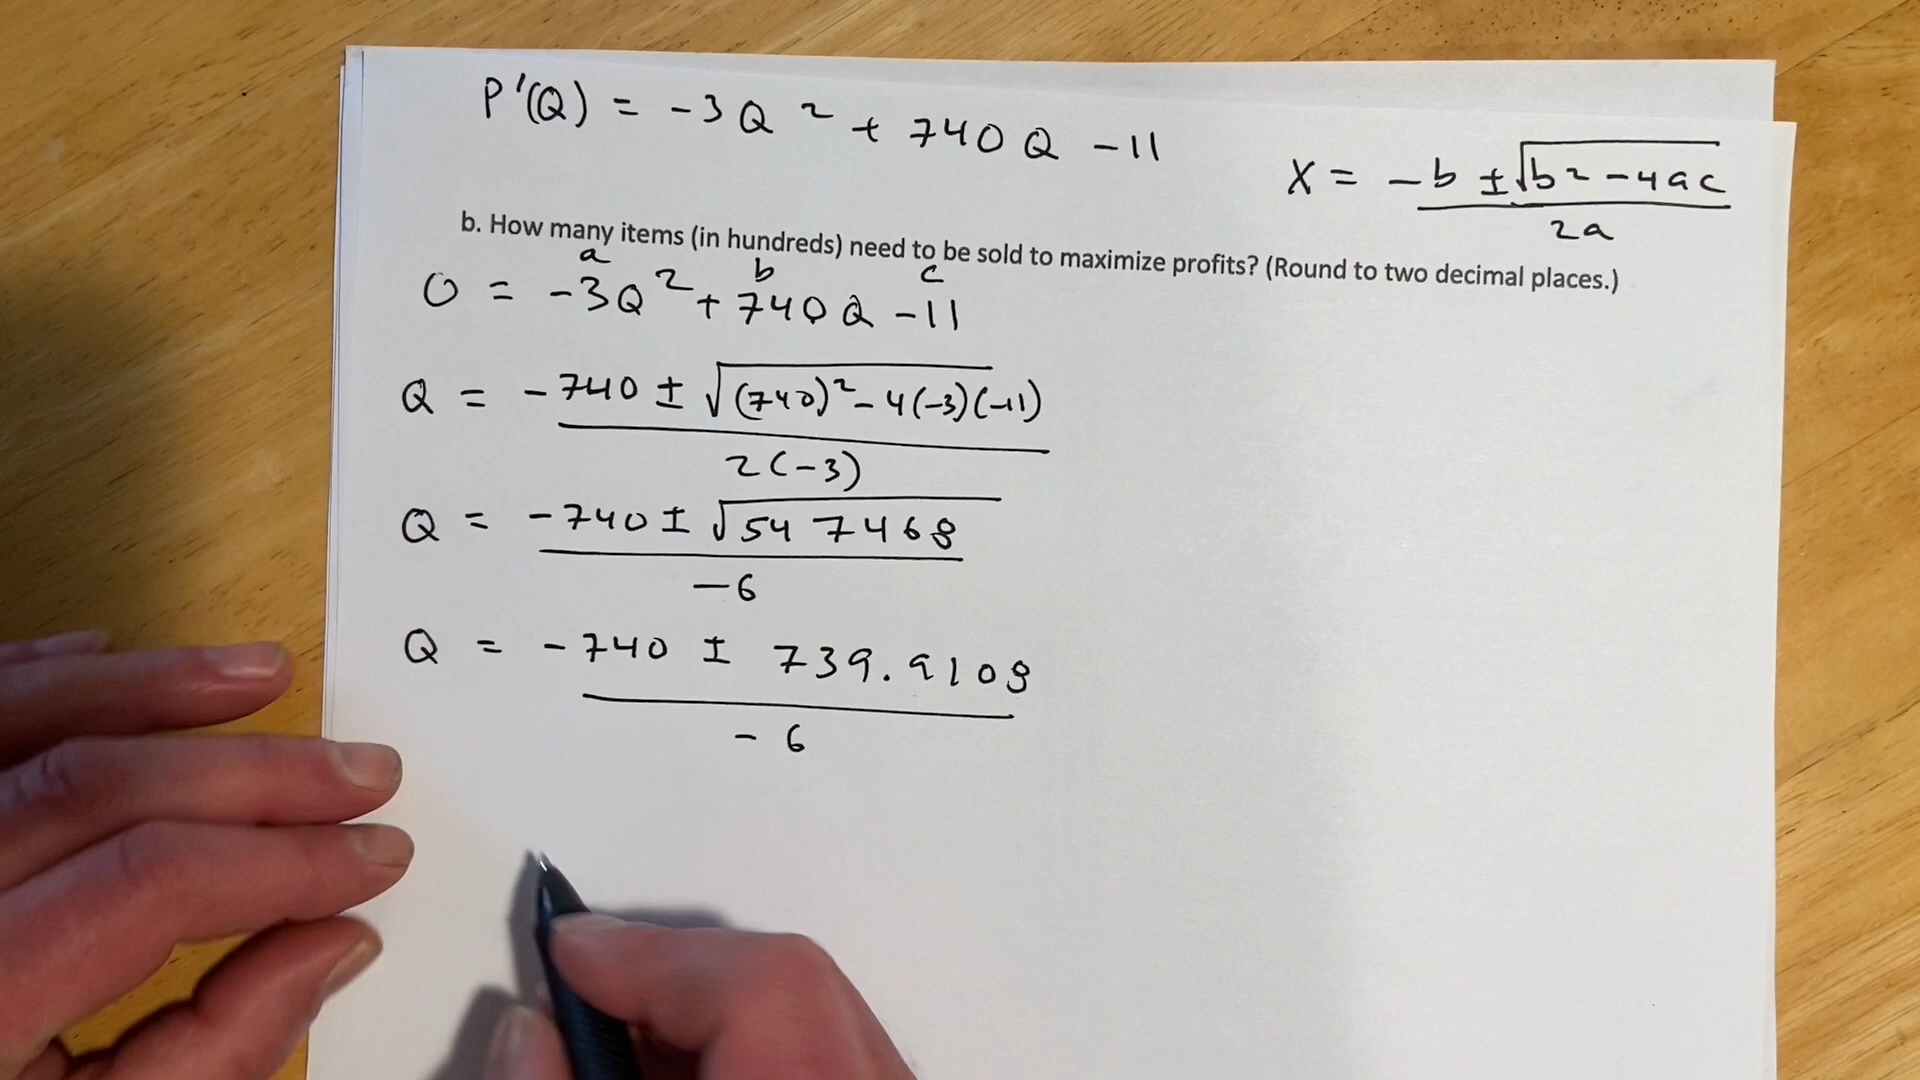 P'(Q) = -3Q² + 740Q - 11
x = -b ± √b² - 4ac
2a
b. How many items (in hundreds) need to be sold to maximize profits? (Round to two decimal places.)
a b c
0 = -3Q² + 740Q - 11
Q = -740 ± √(740)² - 4(-3)(-11)
2(-3)
Q = -740 ± √547468
-6
Q = -740 ± 739.9108
-6